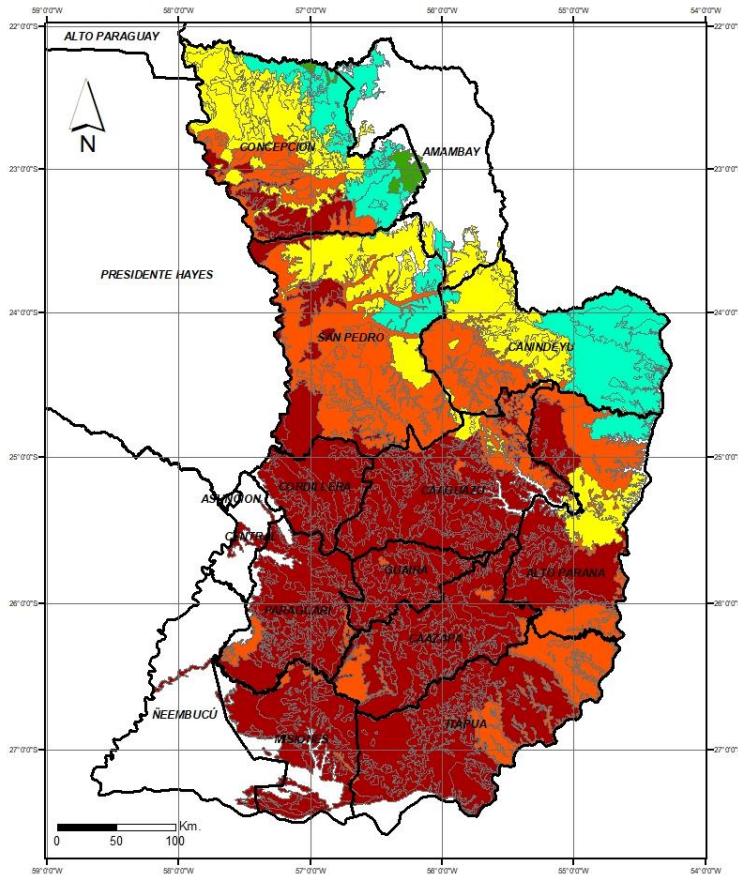 59°0'0"W 58°0'0"W 57°0'0"W 56°0'0"W 55°0'0"W 54°0'0"W
22°0'0"S 22°0'0"S
ALTO PARAGUAY
N
CONCEPCION
AMAMBAY
23°0'0"S 23°0'0"S
PRESIDENTE HAYES
24°0'0"S 24°0'0"S
SAN PEDRO
CANINDEYU
25°0'0"S 25°0'0"S
CORDILLERA
CAAGUAZU
ASUNCION
CENTRAL
GUAIRA
ALTO PARANA
26°0'0"S 26°0'0"S
PARAGUARI
CAAZAPA
ÑEEMBUCÚ
ITAPUA
MISIONES
27°0'0"S 27°0'0"S
Km.
0 50 100
59°0'0"W 58°0'0"W 57°0'0"W 56°0'0"W 55°0'0"W 54°0'0"W